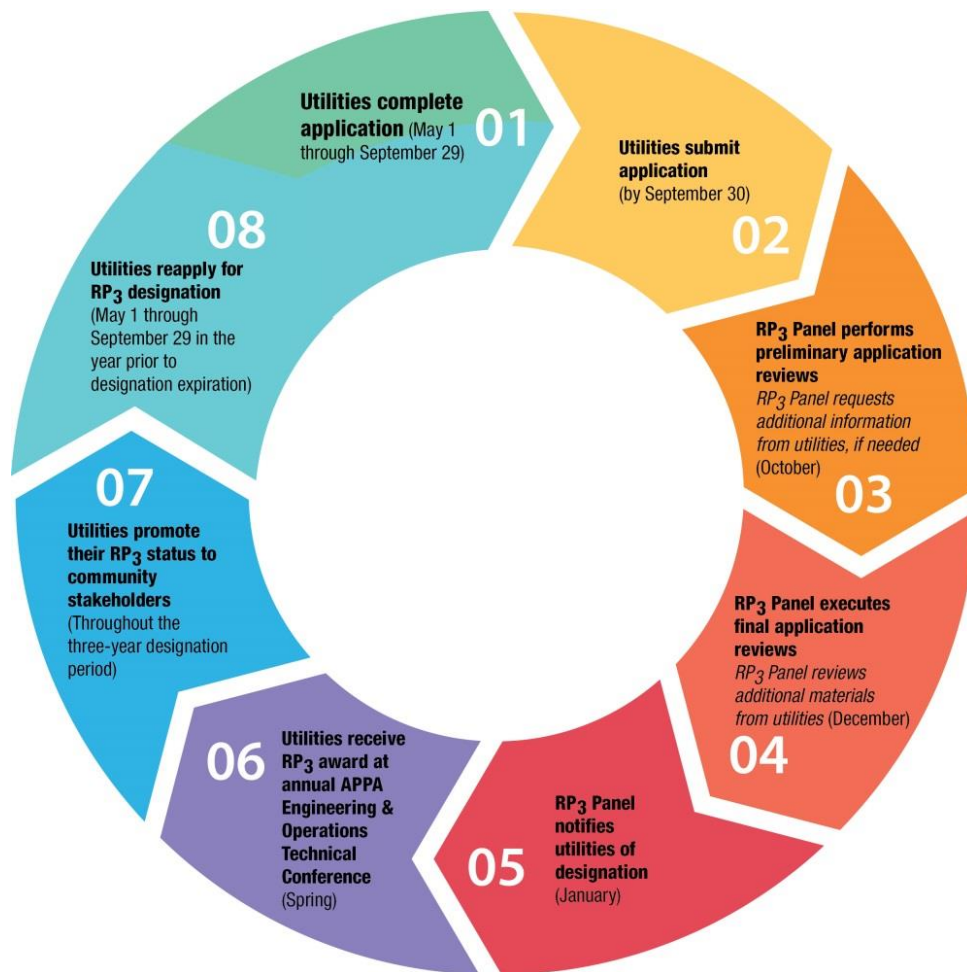 01
Utilities complete
application (May 1
through September 29)
02
Utilities submit
application
(by September 30)
03
RP3 Panel performs
preliminary application
reviews
RP3 Panel requests
additional information
from utilities, if needed
(October)
04
RP3 Panel executes
final application
reviews
RP3 Panel reviews
additional materials
from utilities (December)
05
RP3 Panel
notifies
utilities of
designation
(January)
06
Utilities receive
RP3 award at
annual APPA
Engineering &
Operations
Technical
Conference
(Spring)
07
Utilities promote
their RP3 status to
community
stakeholders
(Throughout the
three-year designation
period)
08
Utilities reapply for
RP3 designation
(May 1 through
September 29 in the
year prior to
designation expiration)